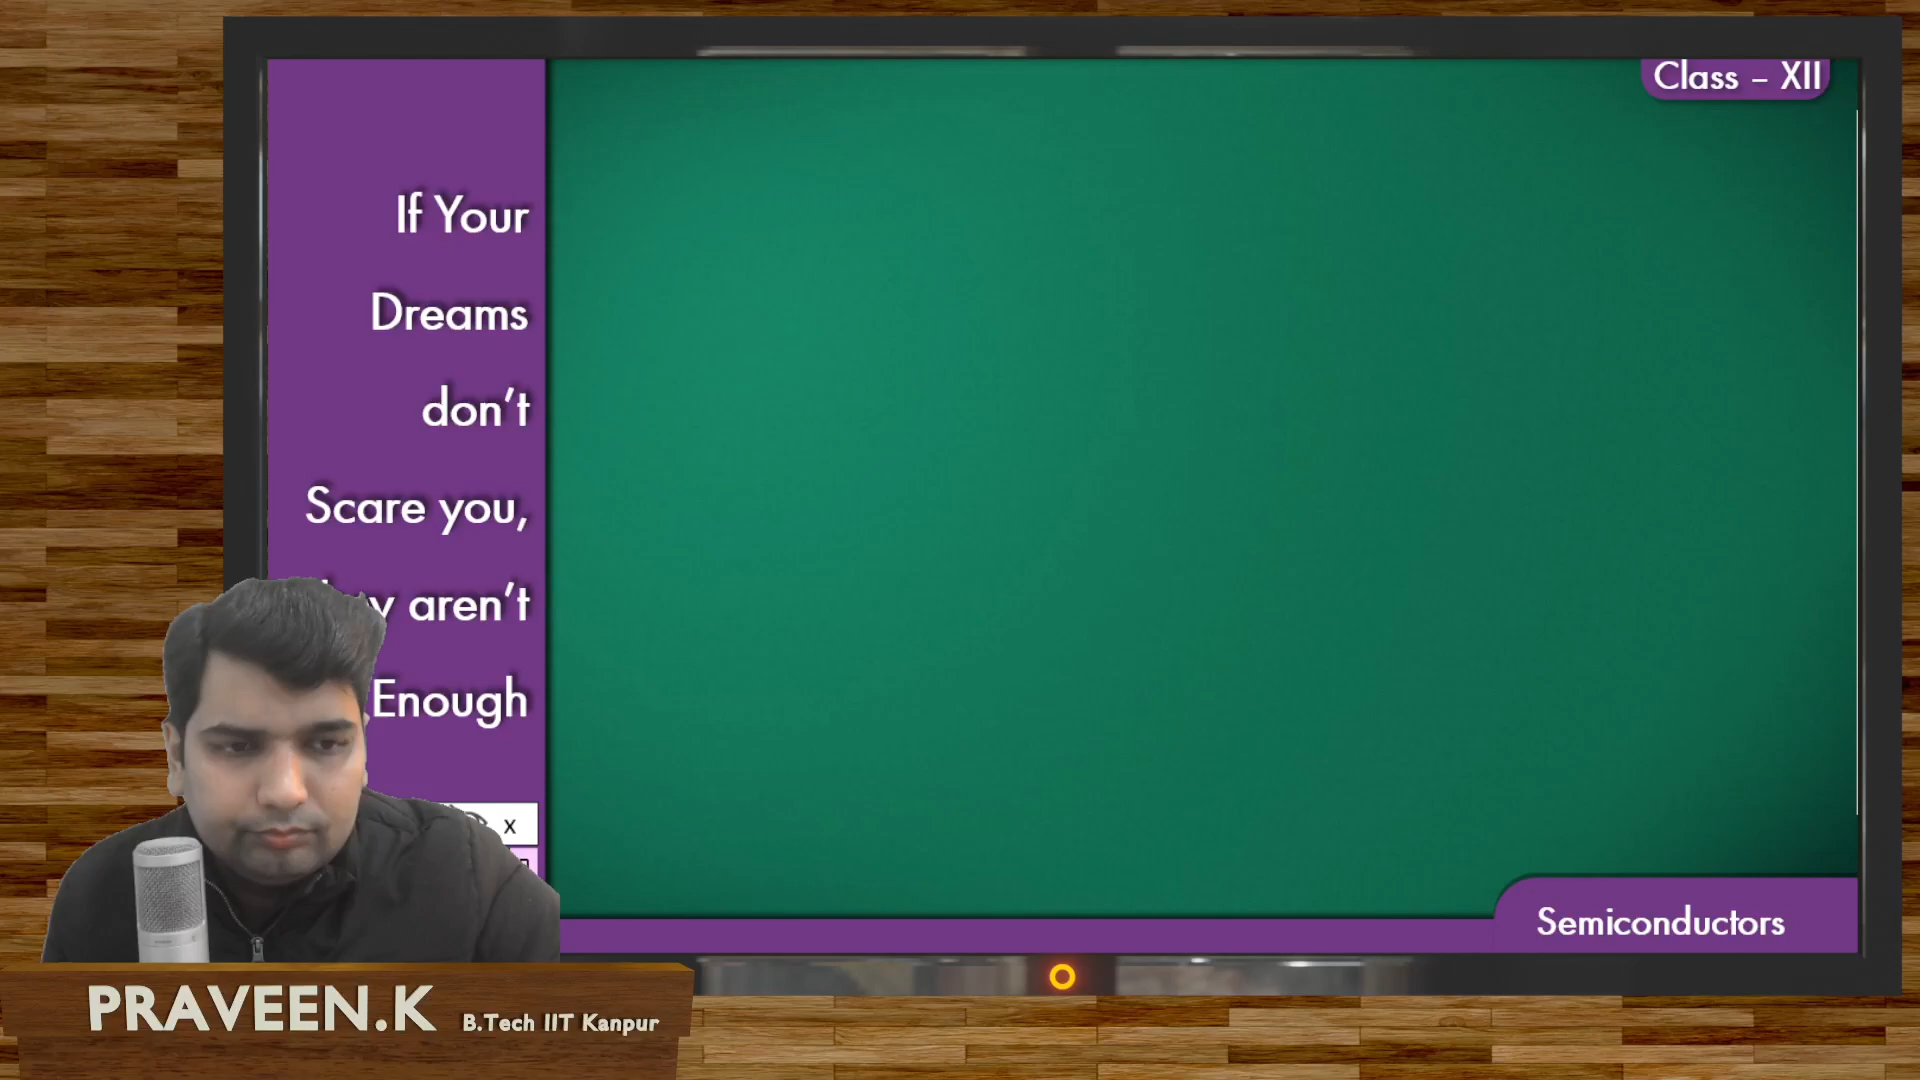 Class – XII
If Your
Dreams
don't
Scare you,
aren't
Enough
x
Semiconductors
PRAVEEN.K B.Tech IIT Kanpur